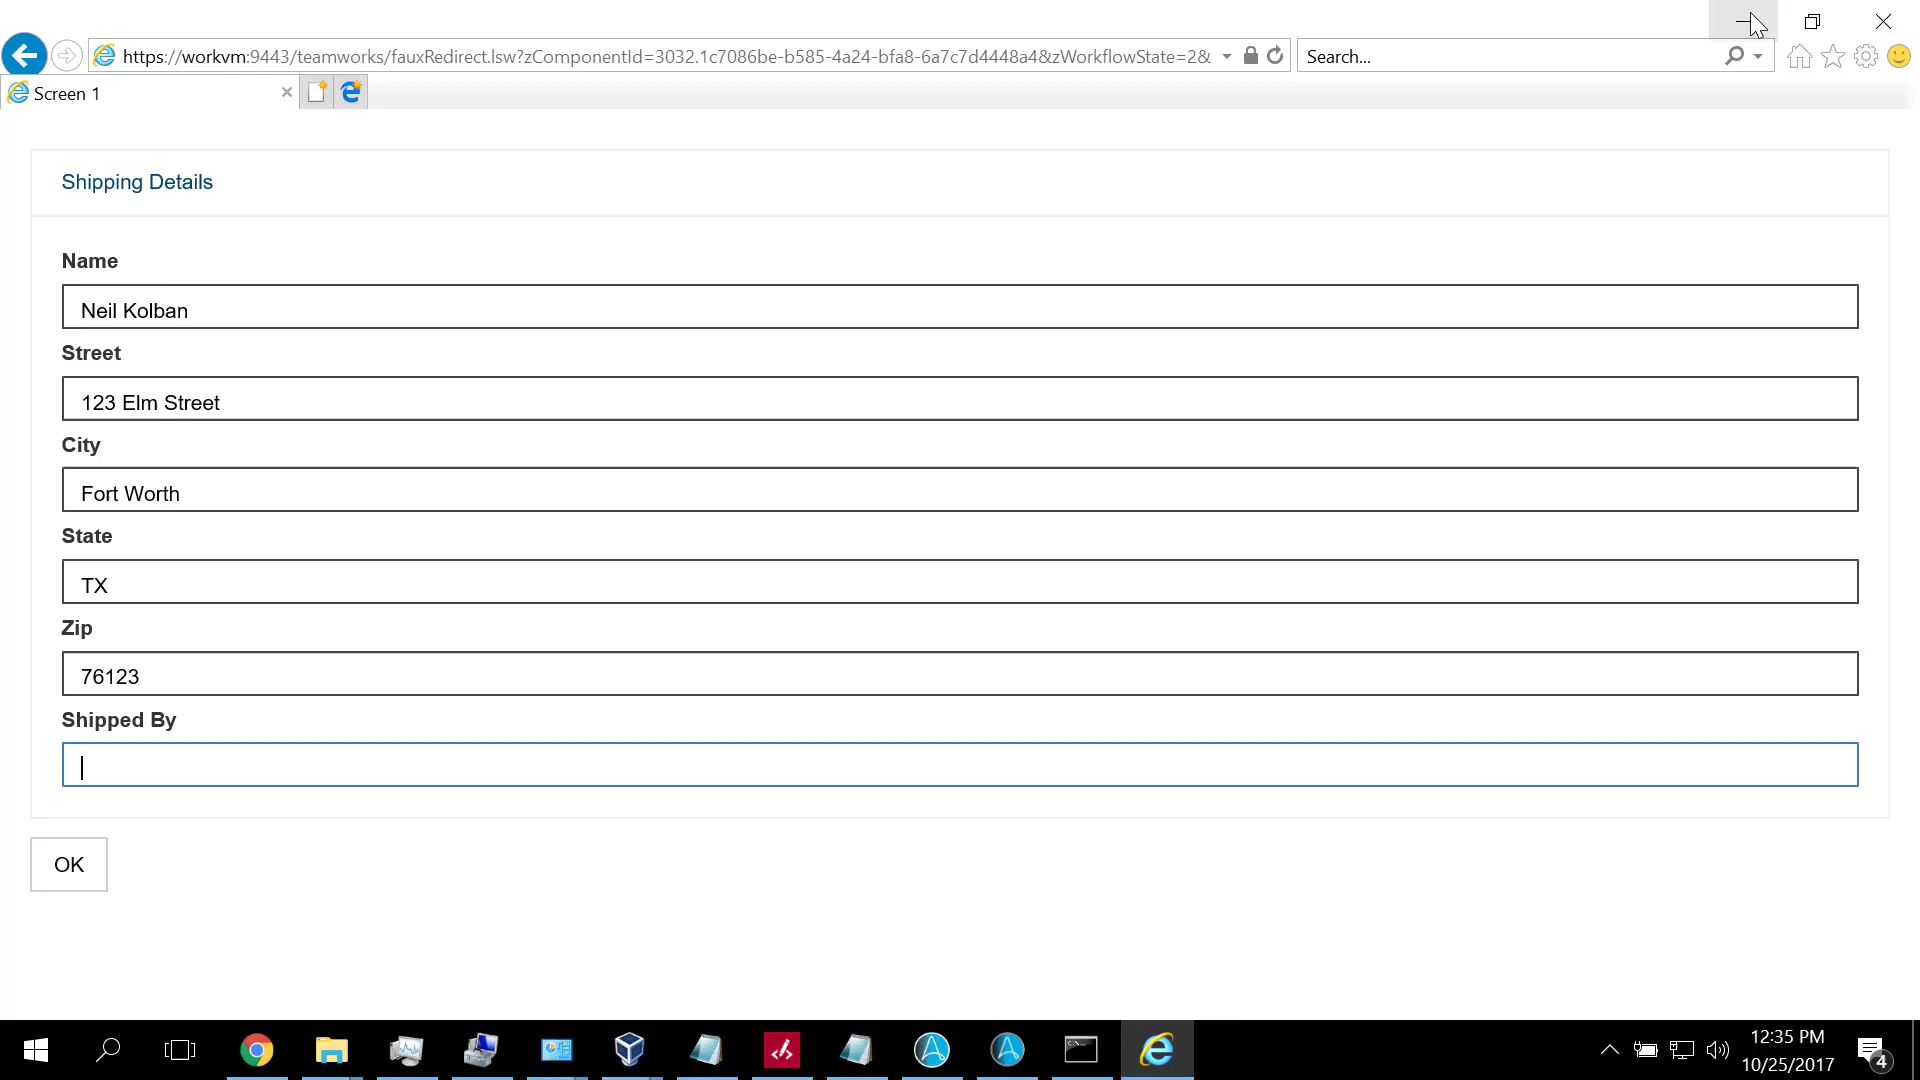 https://workvm:9443/teamworks/fauxRedirect.lsw?zComponentId=3032.1c7086be-b585-4a24-bfa8-6a7c7d4448a4&zWorkflowState=2&
Search...
Screen 1
Shipping Details
Name
Neil Kolban
Street
123 Elm Street
City
Fort Worth
State
TX
Zip
76123
Shipped By
OK
12:35 PM
10/25/2017
4